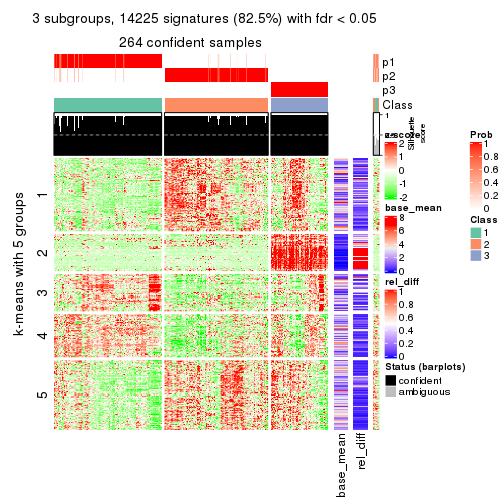 3 subgroups, 14225 signatures (82.5%) with fdr < 0.05
264 confident samples
p1
p2
p3
Class
1
Silhouette
score
k-means with 5 groups
1
2
3
4
5
base_mean
rel_diff
z-score
2
1
0
-2
base_mean
8
6
4
2
0
rel_diff
1
0.8
0.6
0.4
0.2
0
Status (barplots)
confident
ambiguous
Prob
1
0.8
0.6
0.4
0.2
0
Class
1
2
3